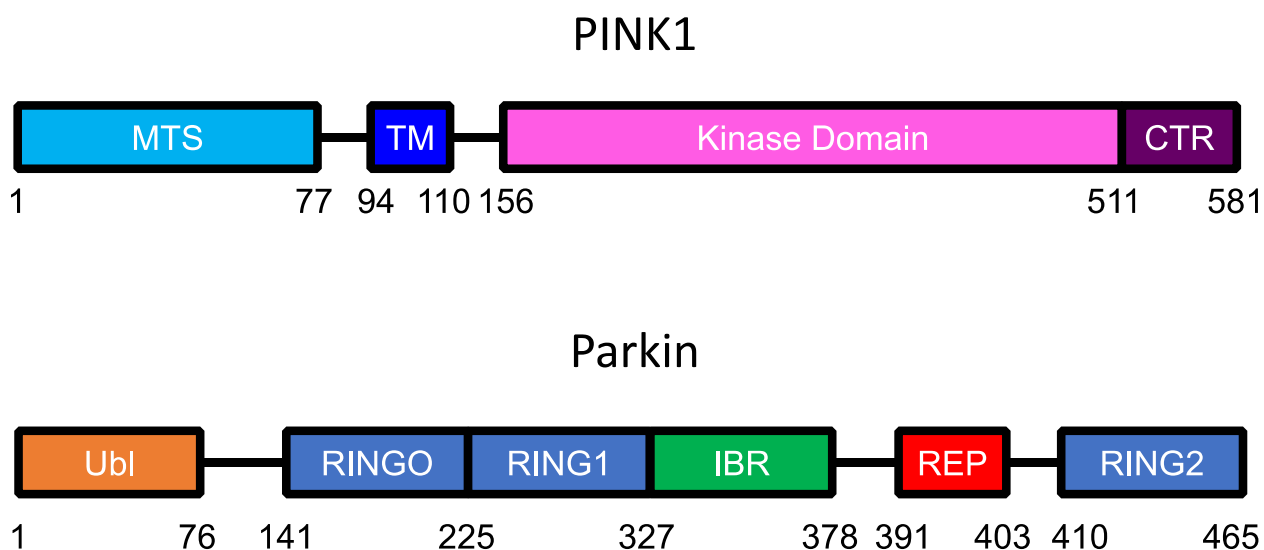 PINK1
MTS TM Kinase Domain CTR
1 77 94 110 156 511 581
Parkin
Ubl RINGO RING1 IBR REP RING2
1 76 141 225 327 378 391 403 410 465